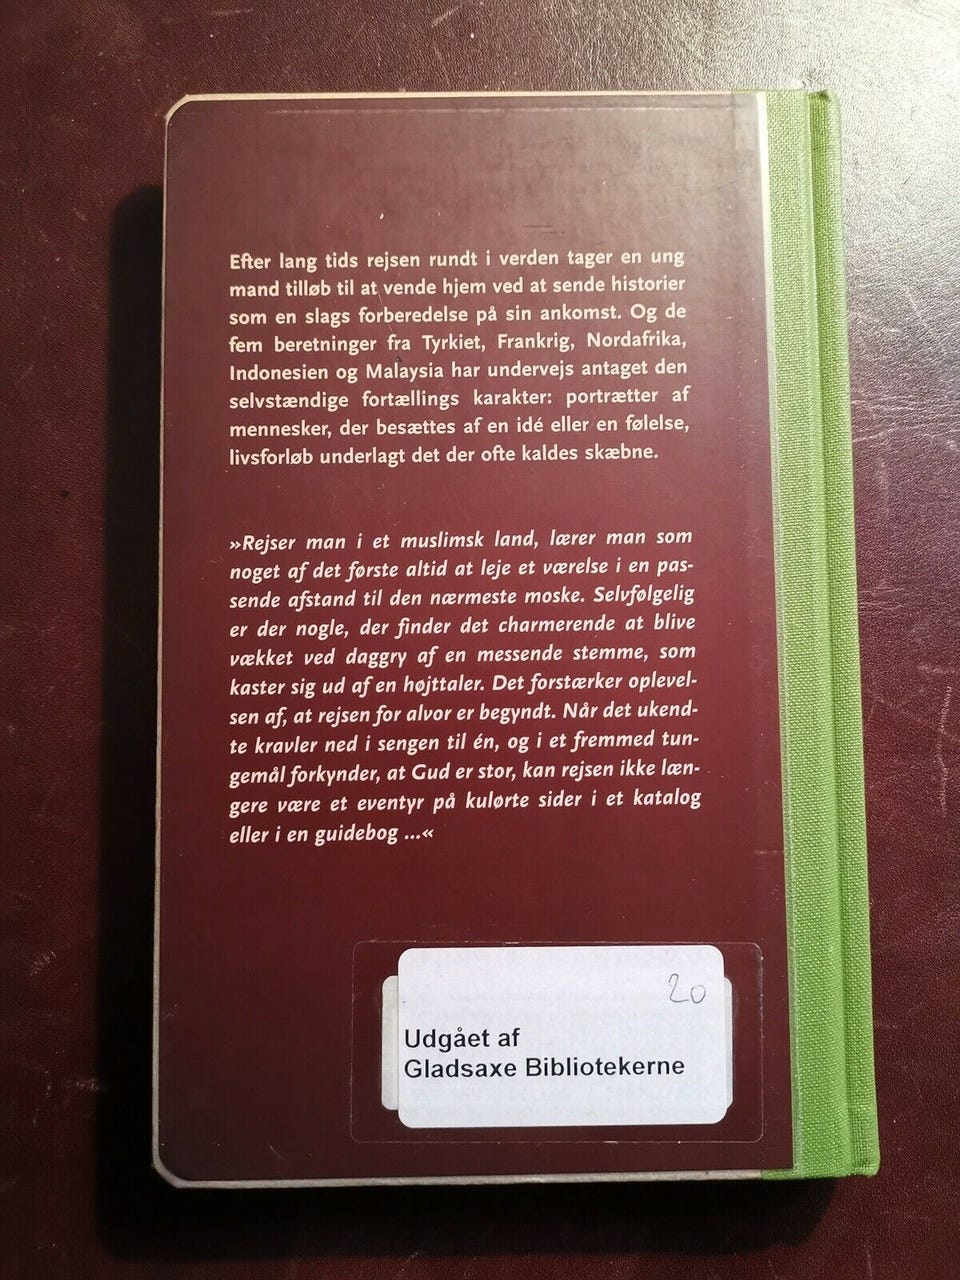 Efter lang tids rejsen rundt i verden tager en ung
mand tilløb til at vende hjem ved at sende historier
som en slags forberedelse på sin ankomst. Og de
fem beretninger fra Tyrkiet, Frankrig, Nordafrika,
Indonesien og Malaysia har undervejs antaget den
selvstændige fortællings karakter: portrætter af
mennesker, der besættes af en idé eller en følelse,
livsforløb underlagt det der ofte kaldes skæbne.
»Rejser man i et muslimsk land, lærer man som
noget af det første altid at leje et værelse i en pas-
sende afstand til den nærmeste moske. Selvfølgelig
er der nogle, der finder det charmerende at blive
vækket ved daggry af en messende stemme, som
kaster sig ud af en højttaler. Det forstærker oplevel-
sen af, at rejsen for alvor er begyndt. Når det ukend-
te kravler ned i sengen til én, og i et fremmed tun-
gemål forkynder, at Gud er stor, kan rejsen ikke læn-
gere være et eventyr på kulørte sider i et katalog
eller i en guidebog ...«
20
Udgået af
Gladsaxe Bibliotekerne